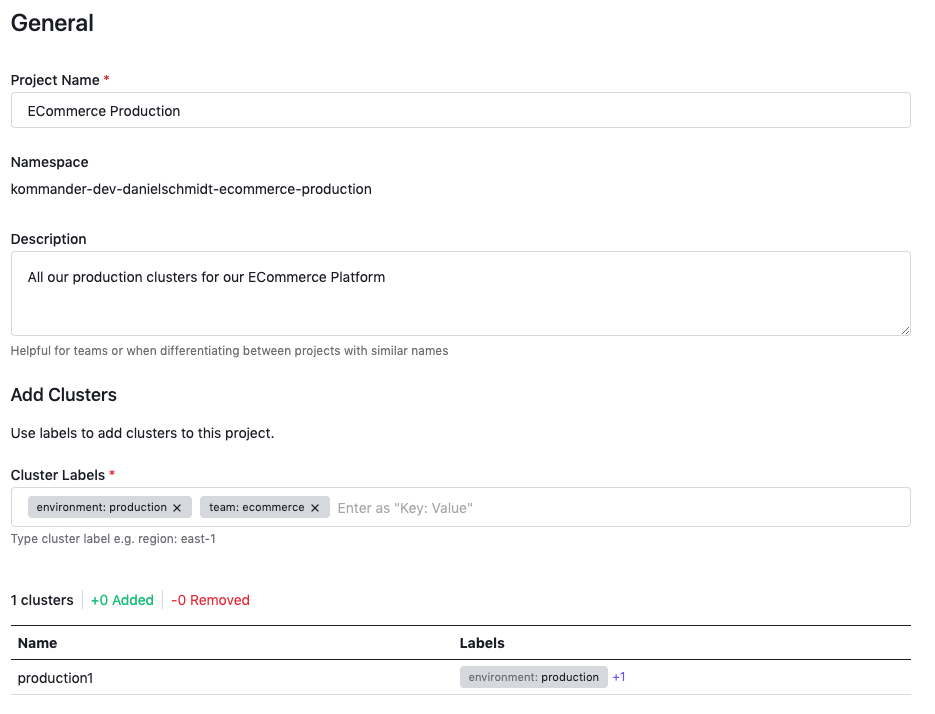 General
Project Name *
ECommerce Production
Namespace
kommander-dev-danielschmidt-ecommerce-production
Description
All our production clusters for our ECommerce Platform
Helpful for teams or when differentiating between projects with similar names
Add Clusters
Use labels to add clusters to this project.
Cluster Labels *
environment: production × team: ecommerce × Enter as "Key: Value"
Type cluster label e.g. region: east-1
1 clusters +0 Added -0 Removed
Name Labels
production1 environment: production +1